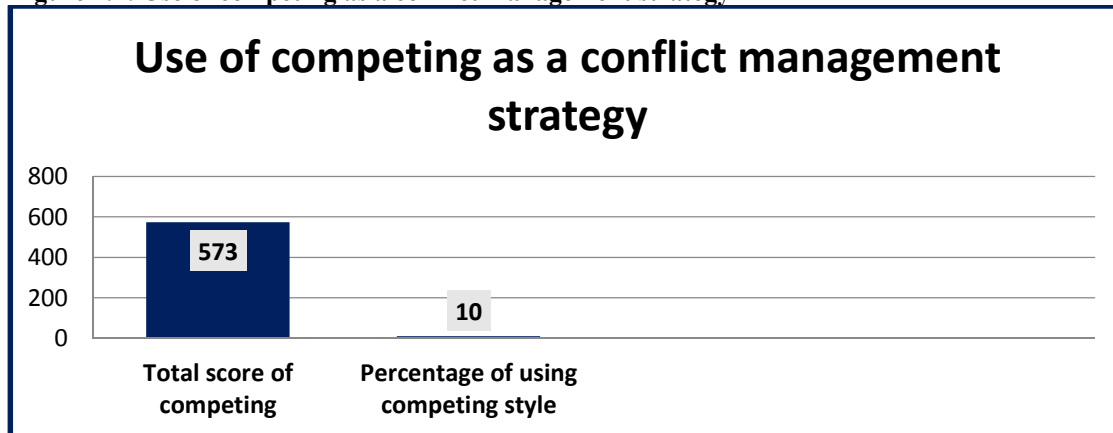 Use of competing as a conflict management
strategy
800
600
400
200
0
573
10
Total score of
competing
Percentage of using
competing style